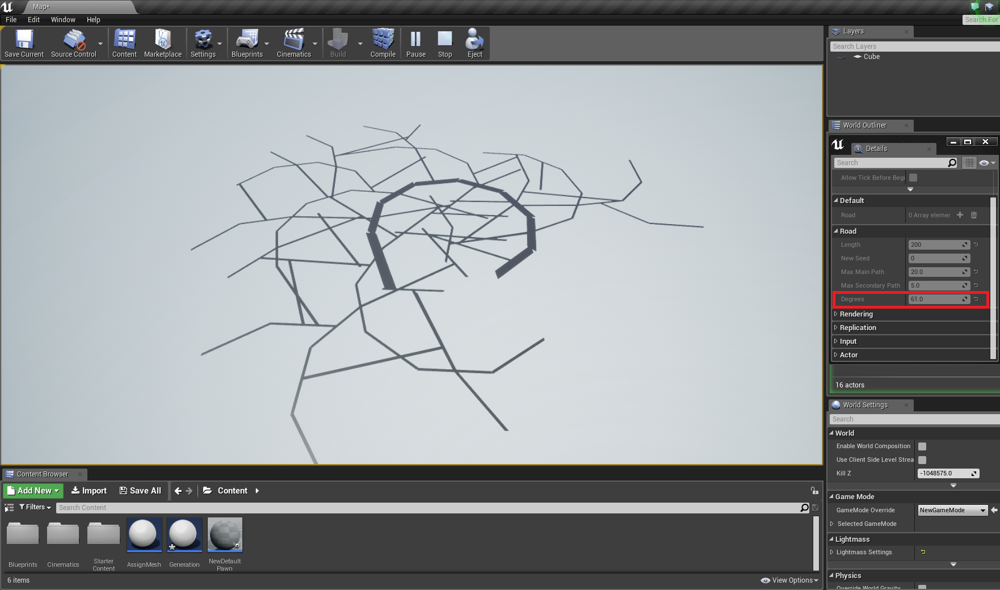 Map*
File Edit Window Help
Search For
Save Current Source Control Content Marketplace Settings Blueprints Cinematics Build Compile Pause Stop Eject
Layers
Search Layers
Cube
World Outliner
Details
Search
Allow Tick Before Begi
Default
Road 0 Array elemer
Road
Length 200
New Seed 0
Max Main Path 20.0
Max Secondary Path 5.0
Degrees 61.0
Rendering
Replication
Input
Actor
16 actors
World Settings
Search
World
Enable World Composition
Use Client Side Level Strea
Kill Z -1048575.0
Game Mode
GameMode Override NewGameMode
Selected GameMode
Lightmass
Lightmass Settings
Physics
Override World Gravity
Content Browser
Add New Import Save All Content
Filters Search Content
Blueprints Cinematics Starter Content AssignMesh Generation NewDefault Pawn
6 items View Options